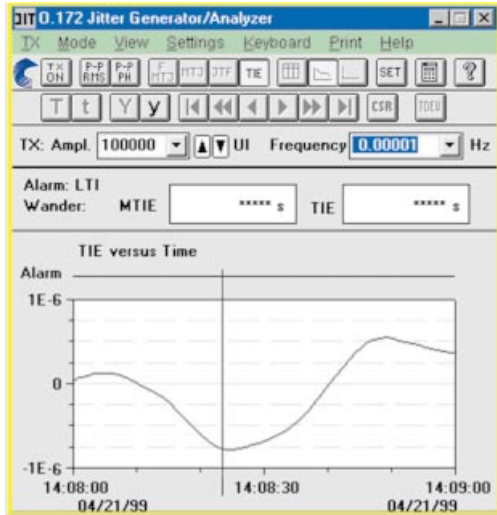 JIT O.172 Jitter Generator/Analyzer
TX Mode View Settings Keyboard Print Help
TX ON P-P RMS P-P PH F MTJ MTJ JTF TIE SET
T t Y y CSR TDEV
TX: Ampl. 100000 UI Frequency 0.00001 Hz
Alarm: LTI
Wander: MTIE ***** s TIE ***** s
TIE versus Time
Alarm
1E-6
0
-1E-6
14:08:00 14:08:30 14:09:00
04/21/99 04/21/99